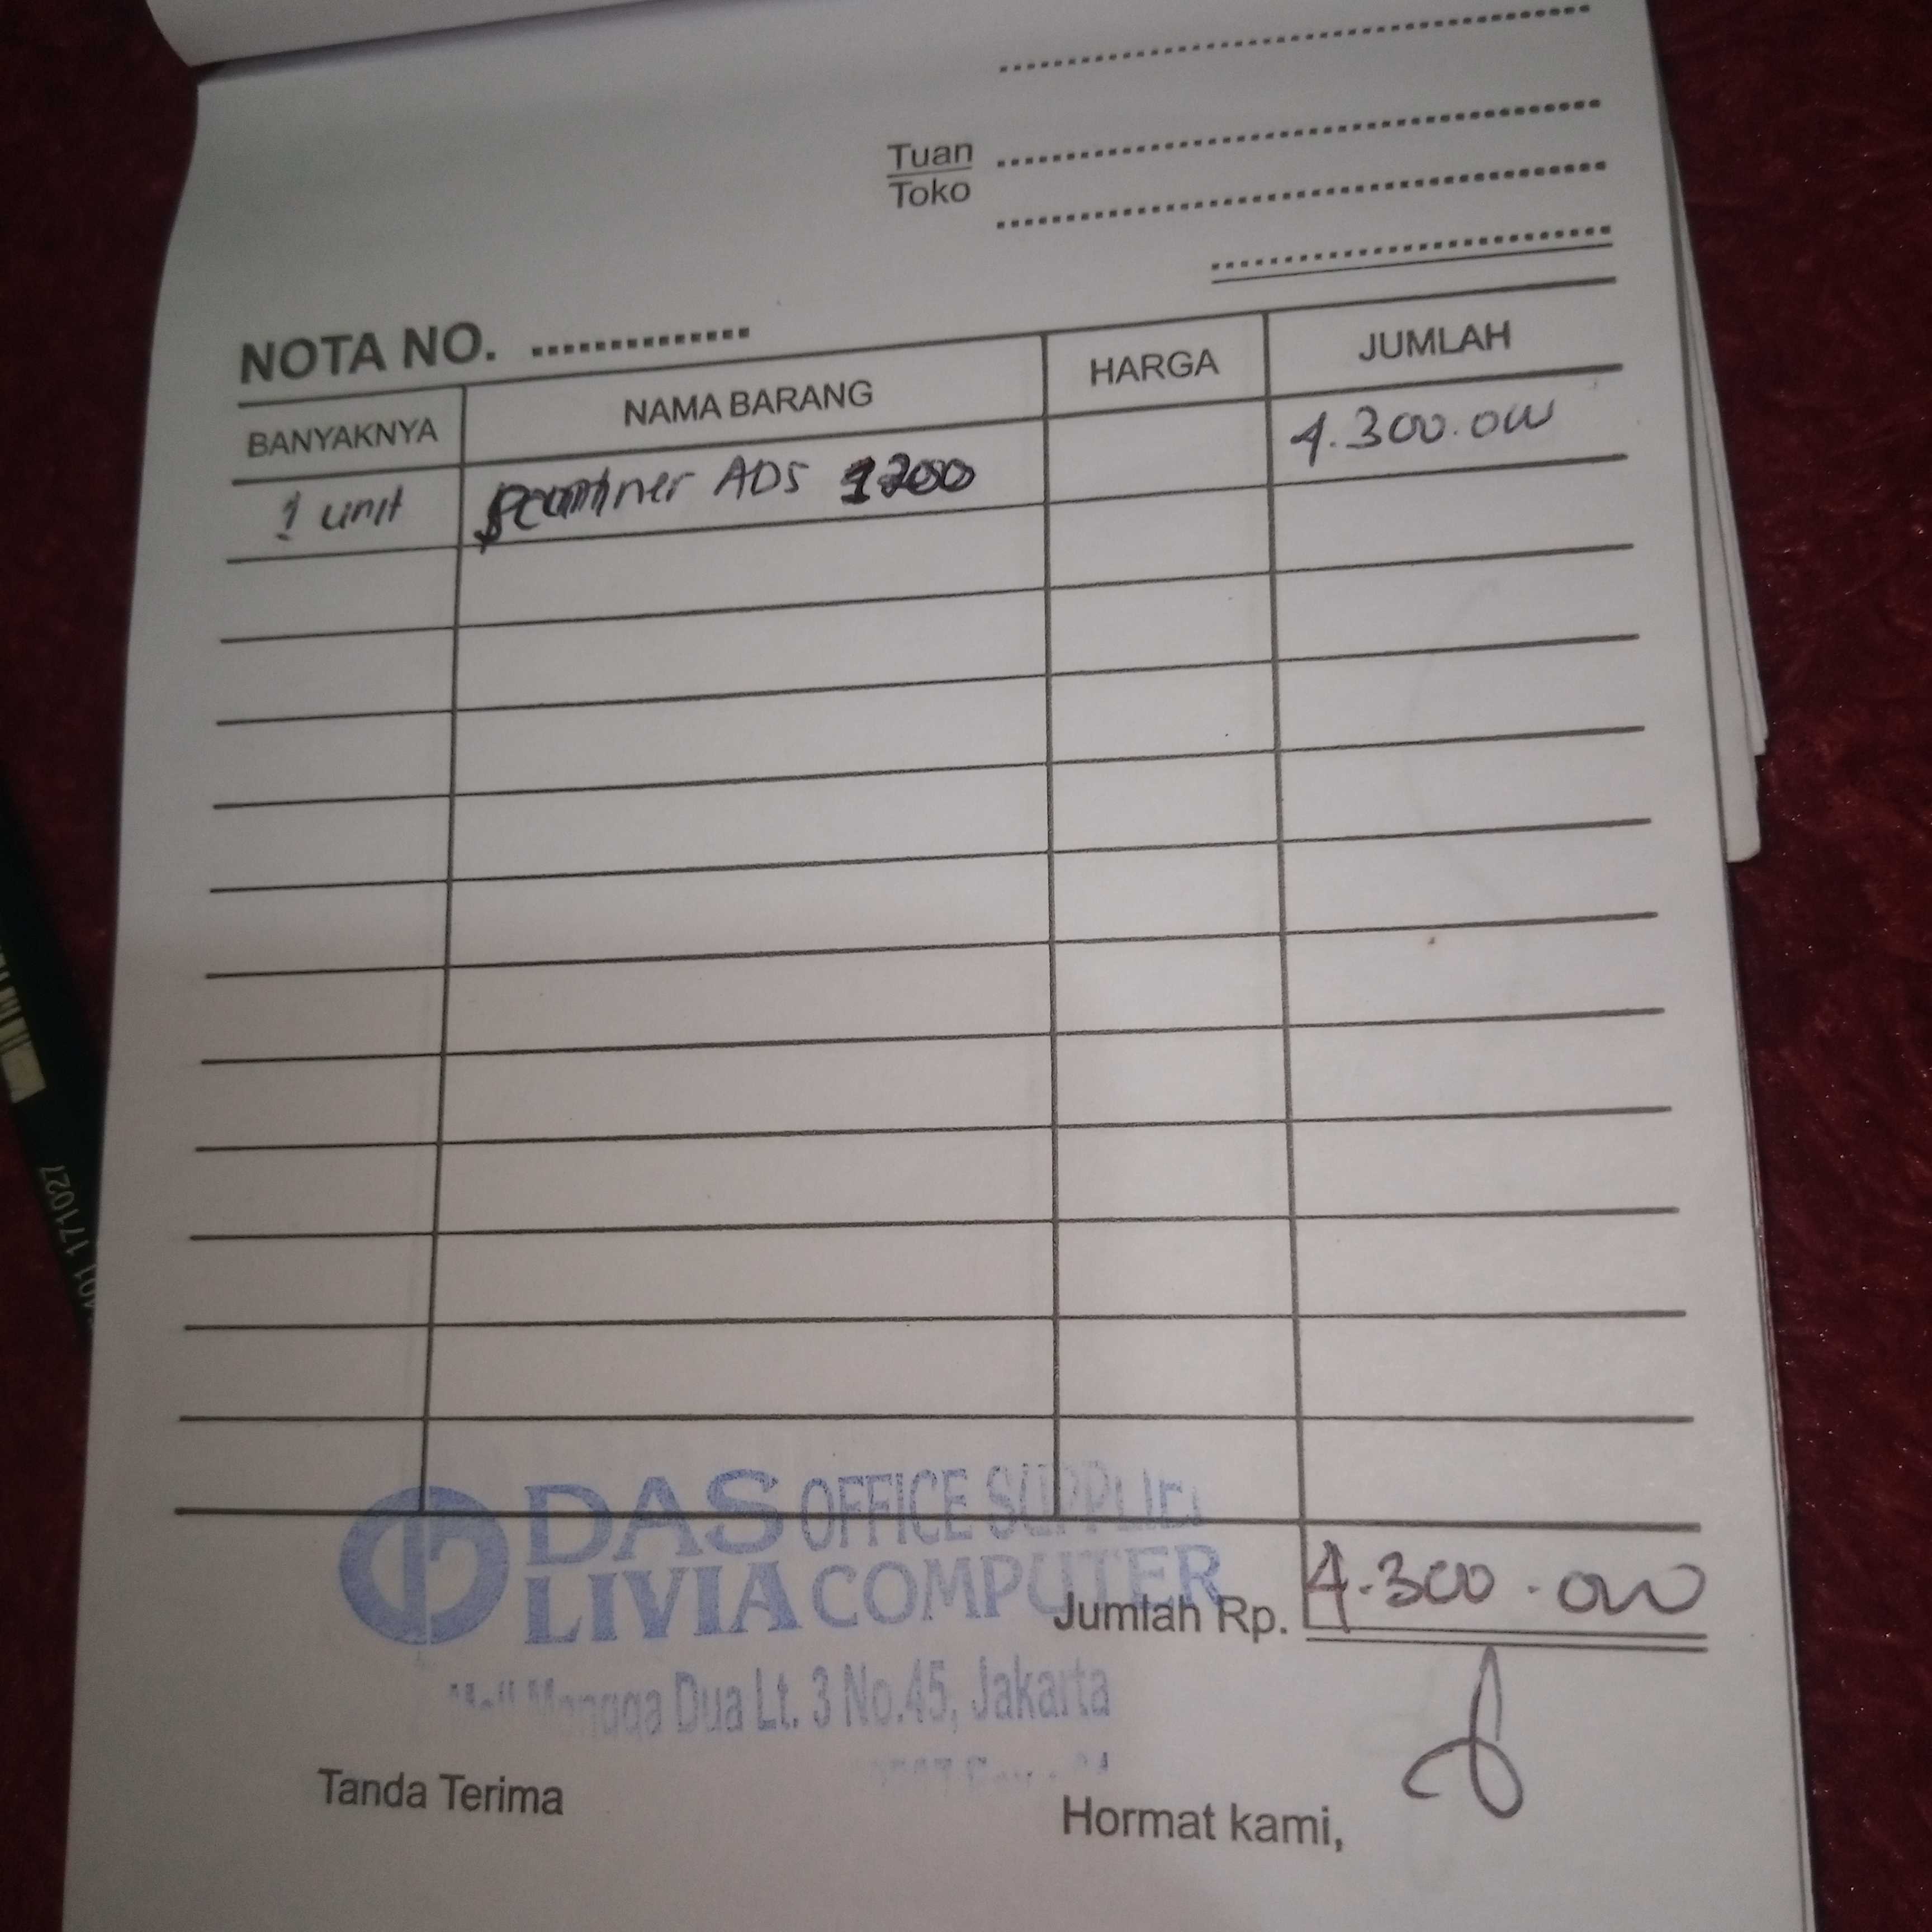 Tuan
Toko
NOTA NO.
BANYAKNYA NAMA BARANG HARGA JUMLAH
1 unit Scanner ADS 1200 4.300.000
DAS OFFICE SUPPLIES
LIVIA COMPUTER
Jumlah Rp. 4.300.000
Mall Mangga Dua Lt. 3 No.45, Jakarta
Tanda Terima
Hormat kami,
171027